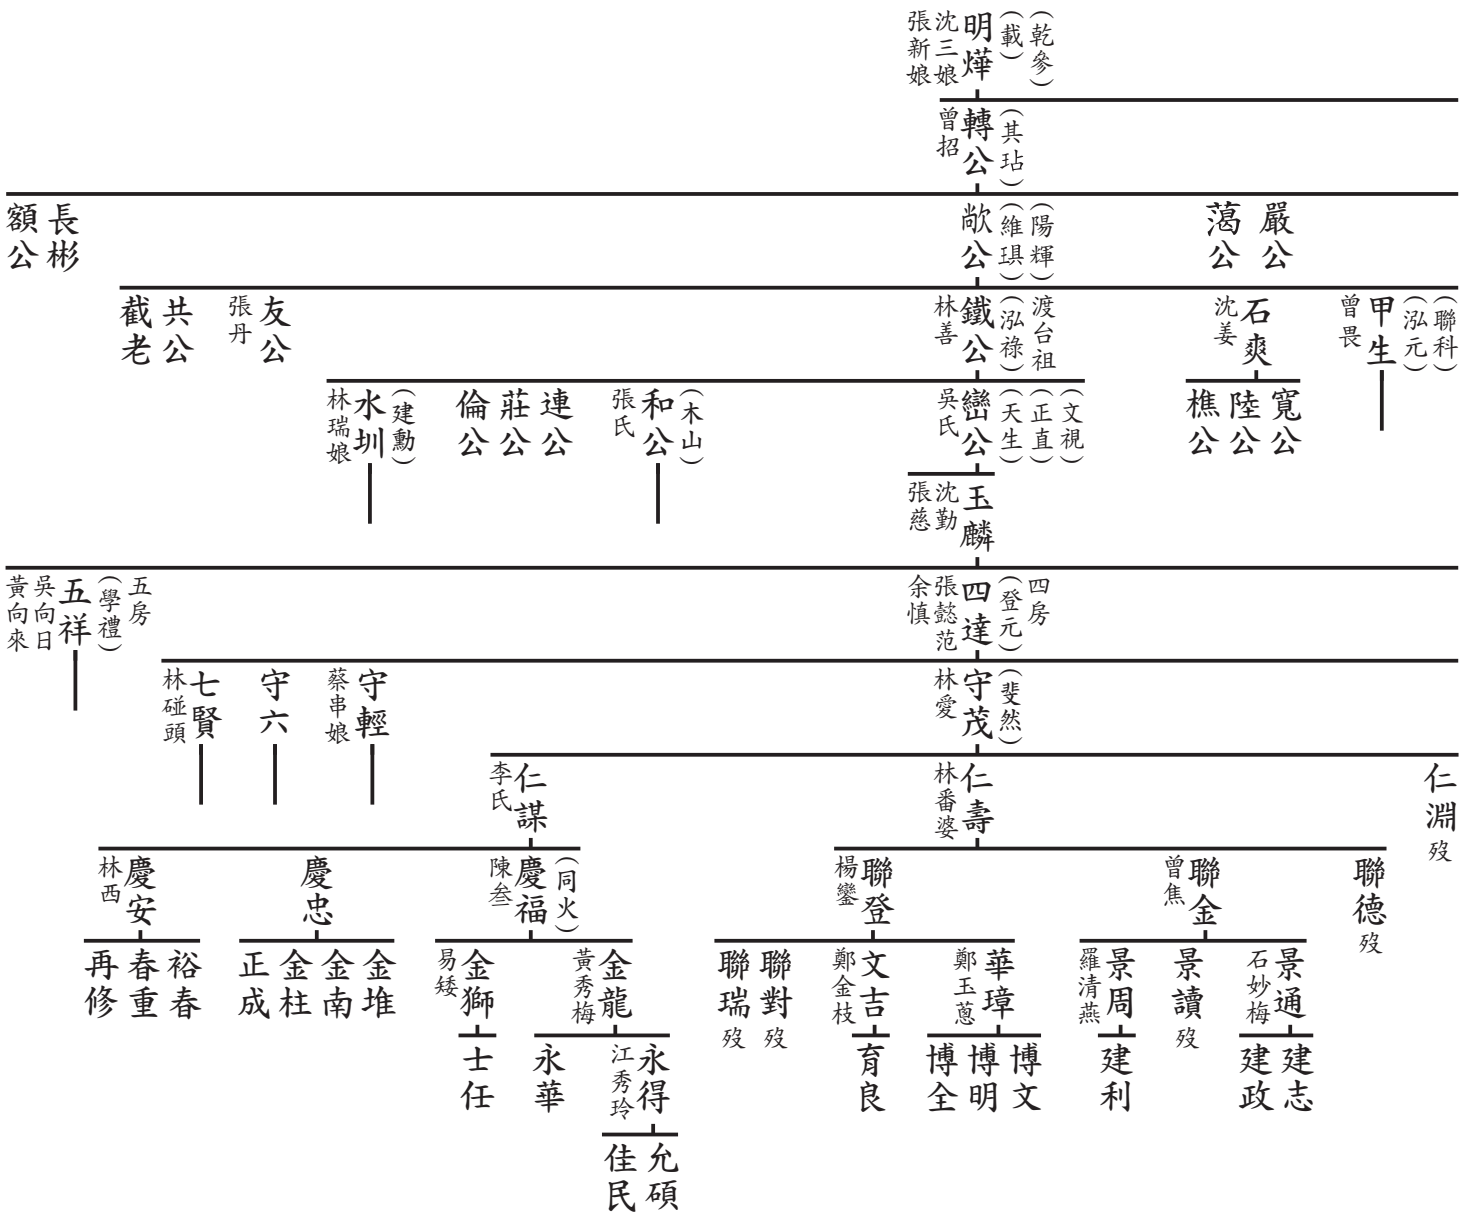 （乾參）
（載）
明燁
沈三娘
張新娘
（其玷）
轉公
曾招
嚴公
藹公
（陽輝）
（維琪）
敞公
長彬
額公
（聯科）
（泓元）
甲生
曾畏
石爽
沈姜
渡台祖
（泓祿）
鐵公
林善
友公
張丹
共公
截老
寬公
陸公
樵公
（文視）
（正直）
（天生）
巒公
吳氏
（木山）
和公
張氏
連公
莊公
倫公
（建勳）
水圳
林瑞娘
玉麟
沈勤
張慈
四房
（登元）
四達
張懿范
余慎
五房
（學禮）
五祥
吳向日
黃向來
（斐然）
守茂
林愛
守輕
蔡串娘
守六
七賢
林碰頭
仁淵 歿
仁壽
林番婆
仁謀
李氏
聯德 歿
聯金
曾焦
聯登
楊鑾
（同火）
慶福
陳叁
慶忠
慶安
林西
景通
石妙梅
景讀 歿
景周
羅清燕
華璋
鄭玉蔥
文吉
鄭金枝
聯對 歿
聯瑞 歿
金龍
黃秀梅
金獅
易矮
金堆
金南
金柱
正成
裕春
春重
再修
建志
建政
建利
博文
博明
博全
育良
永得
江秀玲
永華
士任
允碩
佳民